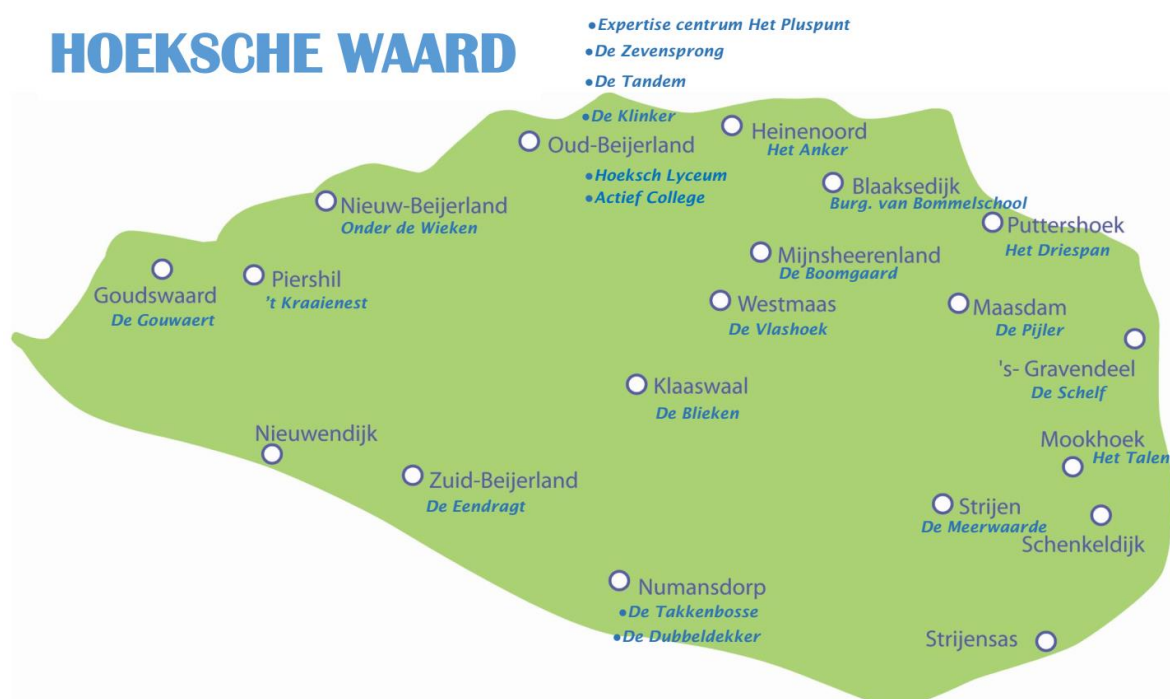 HOEKSCHE WAARD
•Expertise centrum Het Pluspunt
•De Zevensprong
•De Tandem
•De Klinker
Oud-Beijerland
•Hoeksch Lyceum
•Actief College
Heinenoord
Het Anker
Blaaksedijk
Burg. van Bommelschool
Nieuw-Beijerland
Onder de Wieken
Puttershoek
Het Driespan
Mijnsheerenland
De Boomgaard
Goudswaard
De Gouwaert
Piershil
't Kraaienest
Westmaas
De Vlashoek
Maasdam
De Pijler
's- Gravendeel
De Schelf
Klaaswaal
De Blieken
Nieuwendijk
Mookhoek
Het Talen
Zuid-Beijerland
De Eendragt
Strijen
De Meerwaarde
Schenkeldijk
Numansdorp
•De Takkenbosse
•De Dubbeldekker
Strijensas